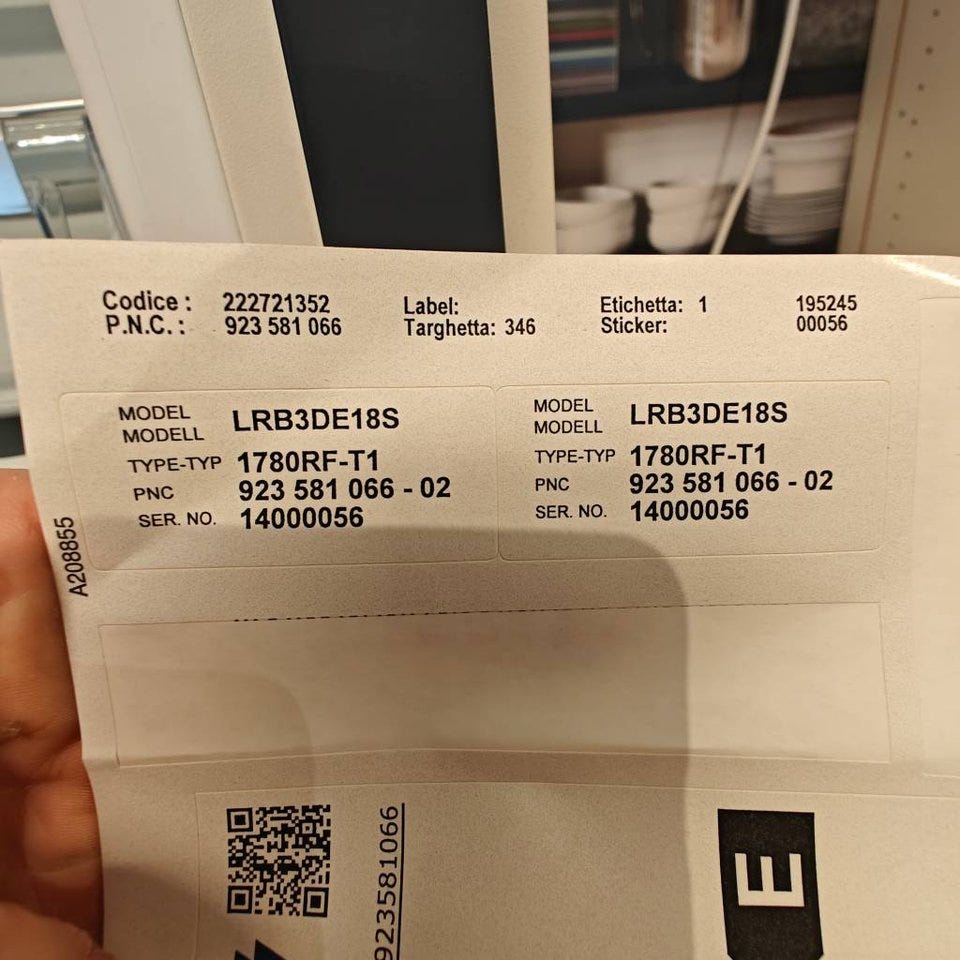 Codice : 222721352 Label: Etichetta: 1 195245
P.N.C. : 923 581 066 Targhetta: 346 Sticker: 00056
MODEL
MODELL LRB3DE18S
TYPE-TYP 1780RF-T1
PNC 923 581 066 - 02
SER. NO. 14000056
MODEL
MODELL LRB3DE18S
TYPE-TYP 1780RF-T1
PNC 923 581 066 - 02
SER. NO. 14000056
A208855
923581066
E